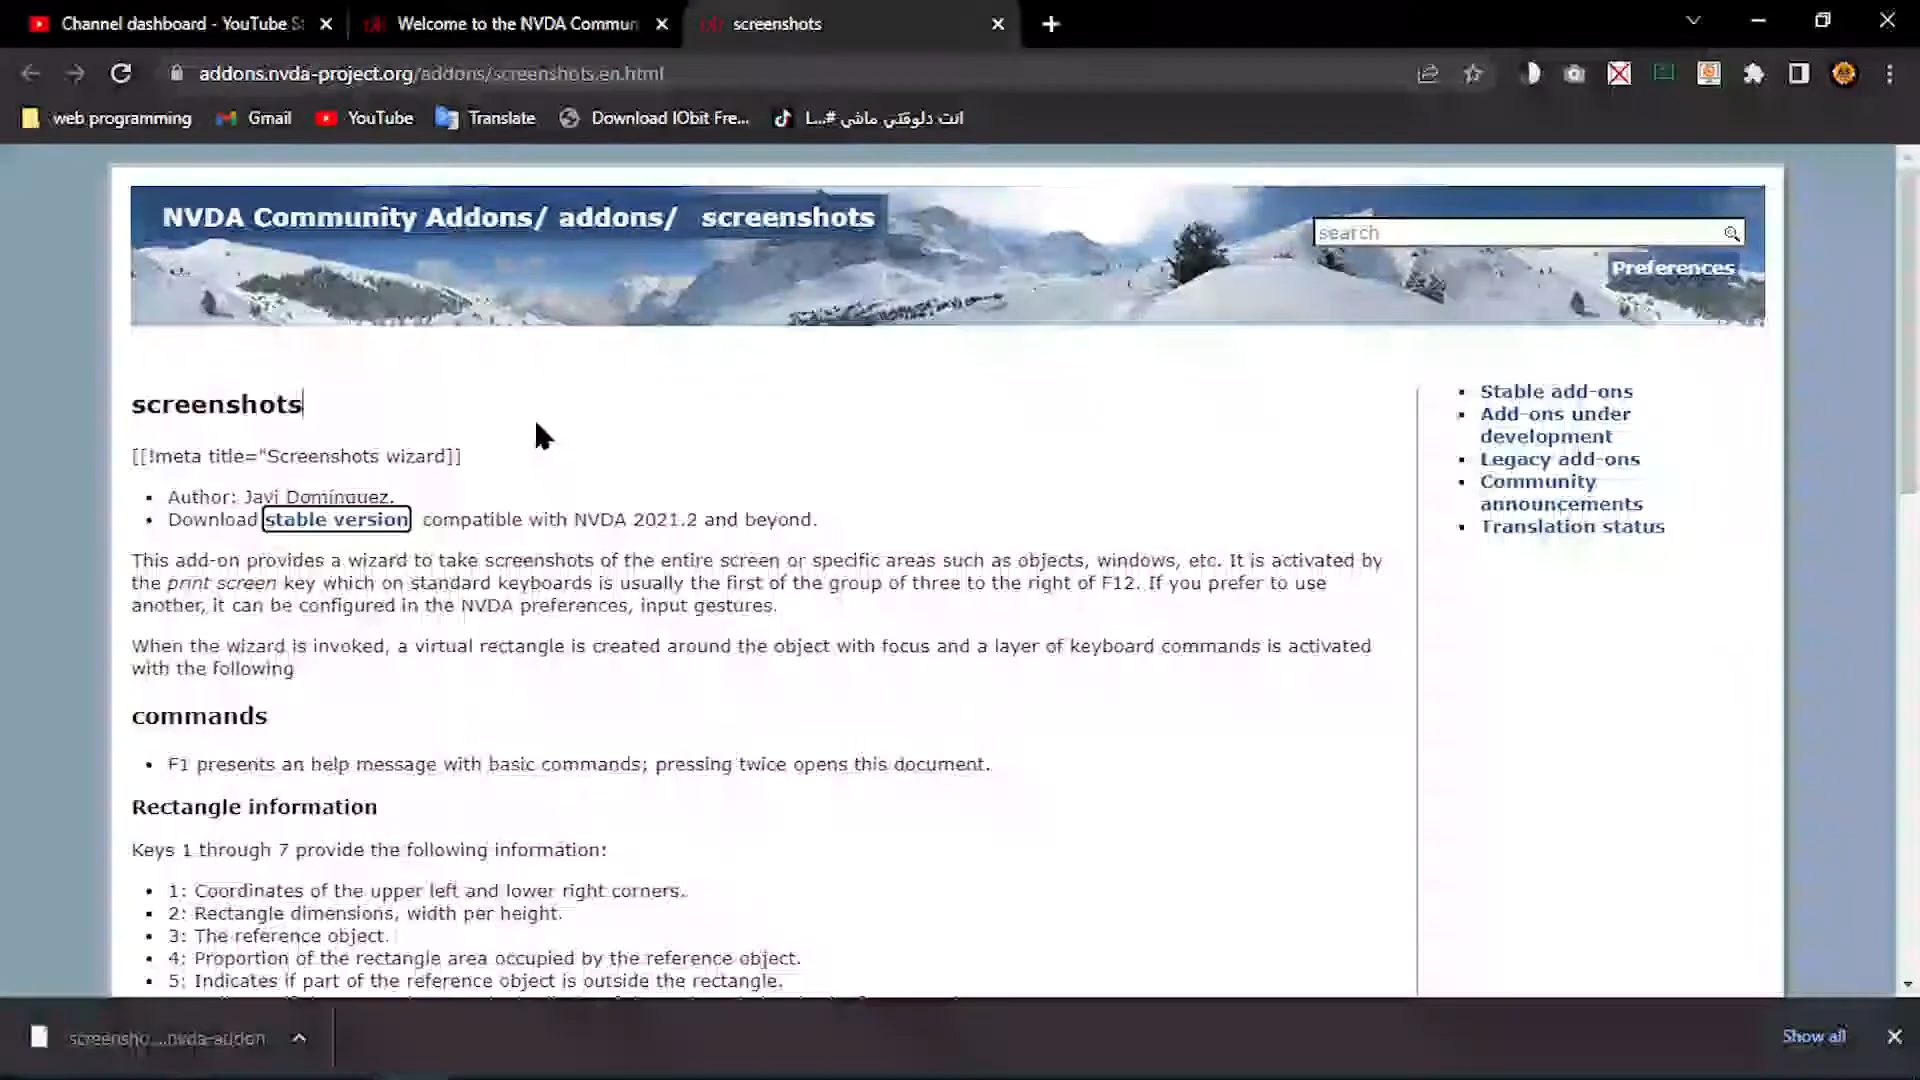 Channel dashboard - YouTube S
Welcome to the NVDA Commun
screenshots
addons.nvda-project.org/addons/screenshots.en.html
web programming
Gmail
YouTube
Translate
Download IObit Fre...
انت دلوقتي ماشي #...L
NVDA Community Addons/ addons/ screenshots
search
Preferences
screenshots
[[!meta title="Screenshots wizard]]
• Author: Javi Domínguez.
• Download stable version compatible with NVDA 2021.2 and beyond.
This add-on provides a wizard to take screenshots of the entire screen or specific areas such as objects, windows, etc. It is activated by
the print screen key which on standard keyboards is usually the first of the group of three to the right of F12. If you prefer to use
another, it can be configured in the NVDA preferences, input gestures.
When the wizard is invoked, a virtual rectangle is created around the object with focus and a layer of keyboard commands is activated
with the following
commands
• F1 presents an help message with basic commands; pressing twice opens this document.
Rectangle information
Keys 1 through 7 provide the following information:
• 1: Coordinates of the upper left and lower right corners.
• 2: Rectangle dimensions, width per height.
• 3: The reference object.
• 4: Proportion of the rectangle area occupied by the reference object.
• 5: Indicates if part of the reference object is outside the rectangle.
• Stable add-ons
• Add-ons under
development
• Legacy add-ons
• Community
announcements
• Translation status
screensho....nvda-addon
Show all